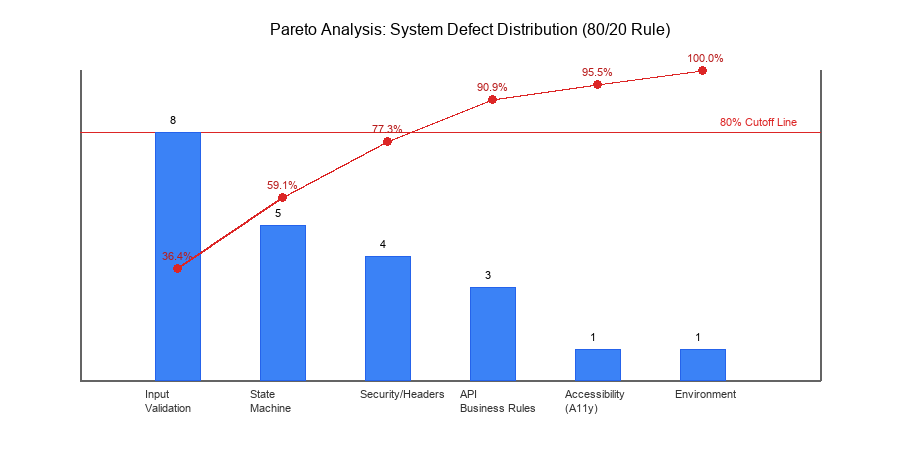 Pareto Analysis: System Defect Distribution (80/20 Rule)
100.0%
95.5%
90.9%
80% Cutoff Line
8
77.3%
59.1%
5
4
36.4%
3
1
1
Input
Validation
State
Machine
Security/Headers
API
Business Rules
Accessibility
(A11y)
Environment